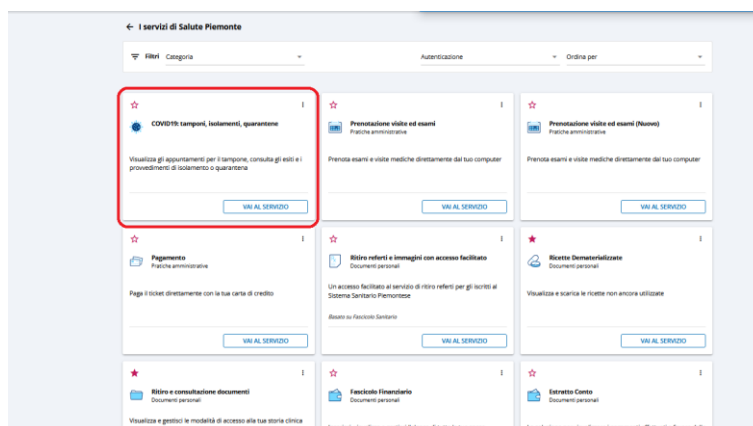 ← I servizi di Salute Piemonte
Filtri Categoria Autenticazione Ordina per
COVID19: tamponi, isolamenti, quarantene
Visualizza gli appuntamenti per il tampone, consulta gli esiti e i
provvedimenti di isolamento o quarantena
VAI AL SERVIZIO
Prenotazione visite ed esami
Pratiche amministrative
Prenota esami e visite mediche direttamente dal tuo computer
VAI AL SERVIZIO
Prenotazione visite ed esami (Nuovo)
Pratiche amministrative
Prenota esami e visite mediche direttamente dal tuo computer
VAI AL SERVIZIO
Pagamento
Pratiche amministrative
Paga il ticket direttamente con la tua carta di credito
VAI AL SERVIZIO
Ritiro referti e immagini con accesso facilitato
Documenti personali
Un accesso facilitato al servizio di ritiro referti per gli iscritti al
Sistema Sanitario Piemontese
Basato su Fascicolo Sanitario
VAI AL SERVIZIO
Ricette Dematerializzate
Documenti personali
Visualizza e scarica le ricette non ancora utilizzate
VAI AL SERVIZIO
Ritiro e consultazione documenti
Documenti personali
Visualizza e gestisci le modalità di accesso alla tua storia clinica
Fascicolo Finanziario
Documenti personali
Estratto Conto
Documenti personali